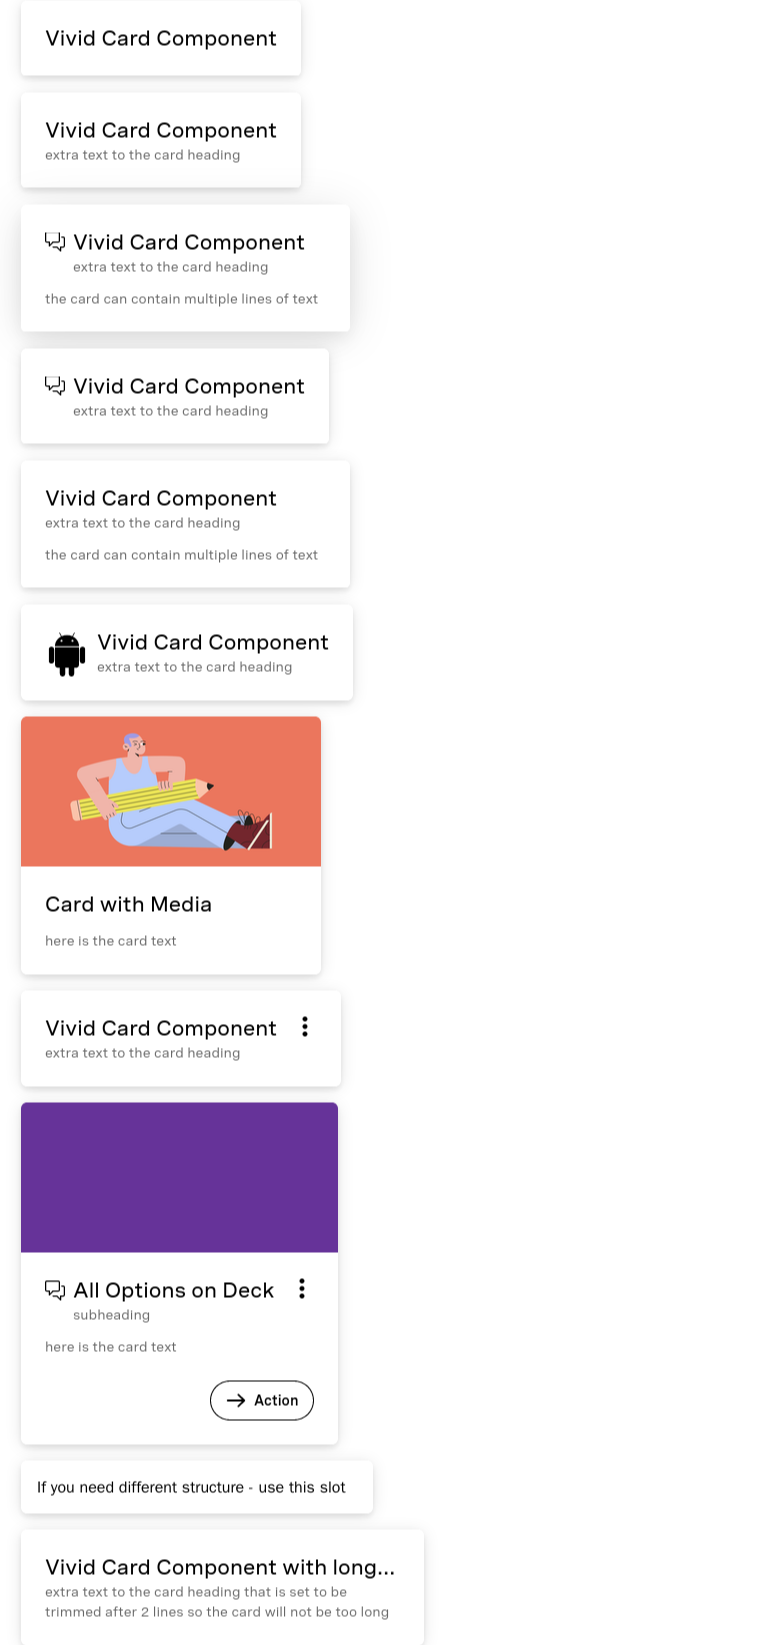 Vivid Card Component
Vivid Card Component
extra text to the card heading
Vivid Card Component
extra text to the card heading
the card can contain multiple lines of text
Vivid Card Component
extra text to the card heading
Vivid Card Component
extra text to the card heading
the card can contain multiple lines of text
Vivid Card Component
extra text to the card heading
Card with Media
here is the card text
Vivid Card Component
extra text to the card heading
All Options on Deck
subheading
here is the card text
Action
If you need different structure - use this slot
Vivid Card Component with long...
extra text to the card heading that is set to be
trimmed after 2 lines so the card will not be too long